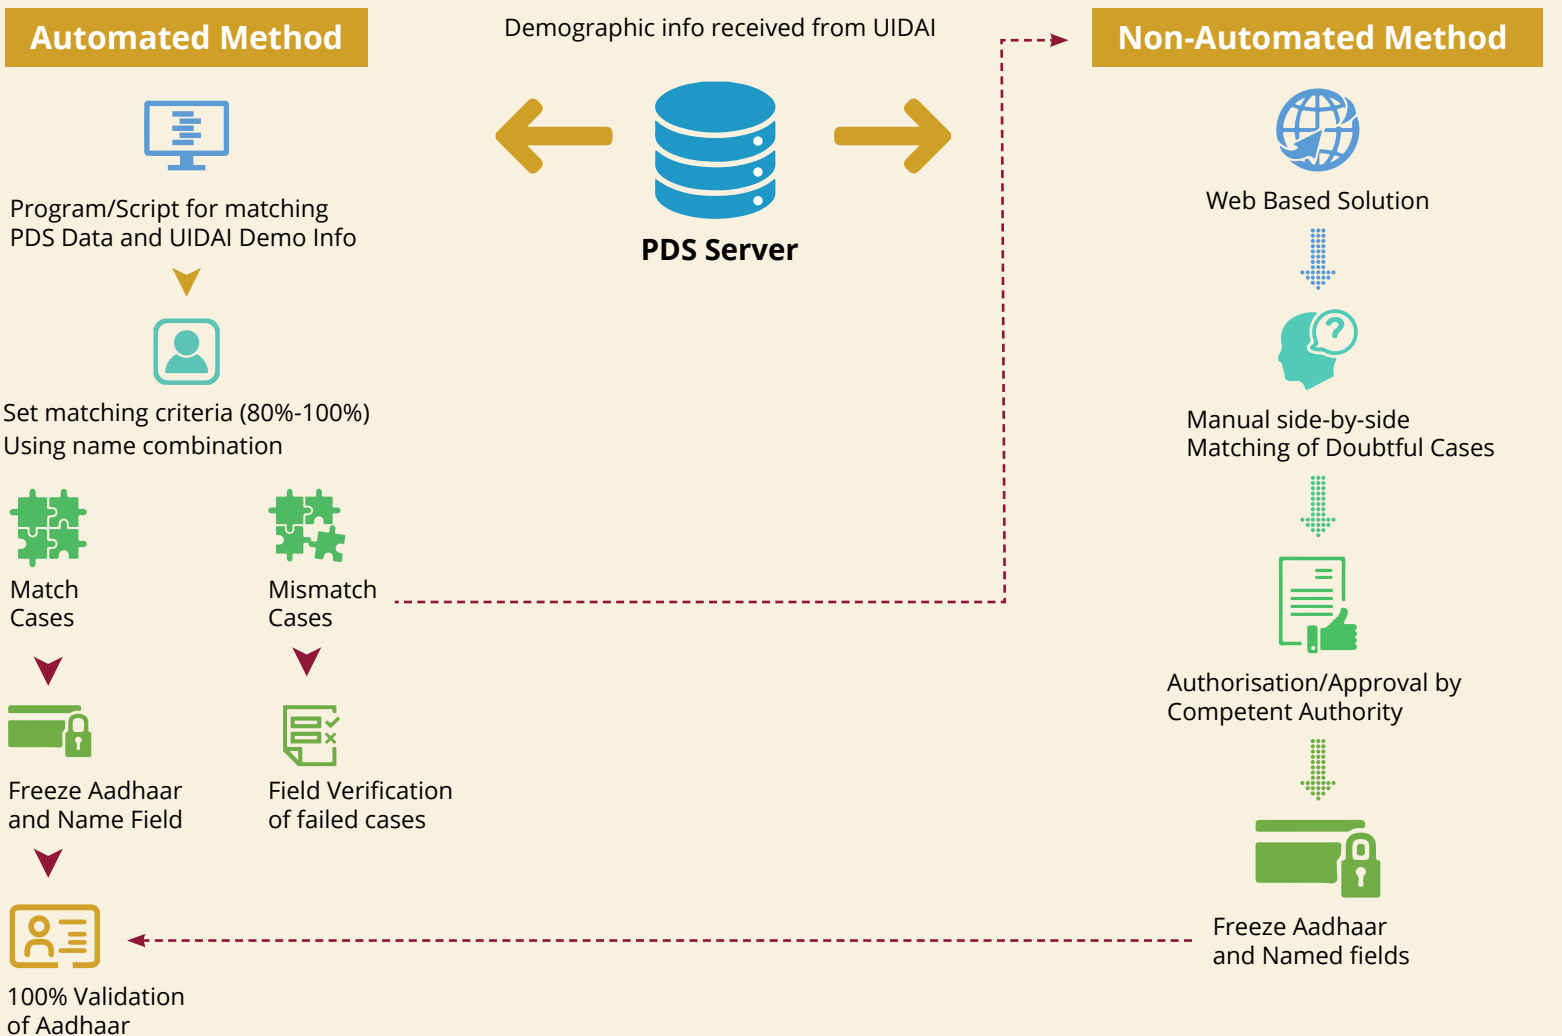 Automated Method
Demographic info received from UIDAI
Non-Automated Method
PDS Server
Program/Script for matching
PDS Data and UIDAI Demo Info
Set matching criteria (80%-100%)
Using name combination
Match
Cases
Mismatch
Cases
Freeze Aadhaar
and Name Field
Field Verification
of failed cases
100% Validation
of Aadhaar
Web Based Solution
?
Manual side-by-side
Matching of Doubtful Cases
Authorisation/Approval by
Competent Authority
Freeze Aadhaar
and Named fields